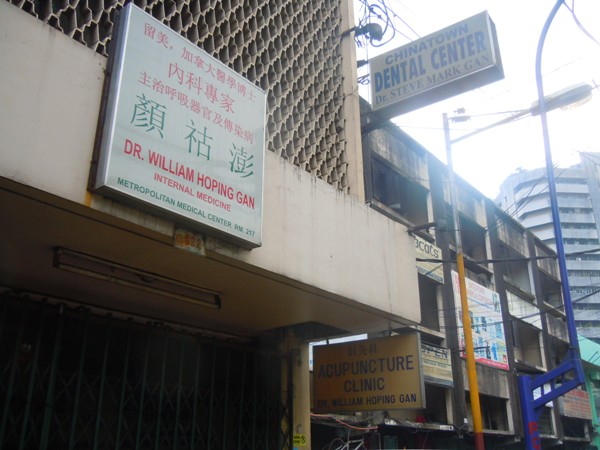 留美,加拿大醫學博士
內科專家
主治呼吸器官及傳染病
顏祜澎
DR. WILLIAM HOPING GAN
INTERNAL MEDICINE
METROPOLITAN MEDICAL CENTER, RM. 217
CHINATOWN
DENTAL CENTER
Dr. STEVE MARK GAN
ACUPUNCTURE
CLINIC
DR. WILLIAM HOPING GAN
OPEN